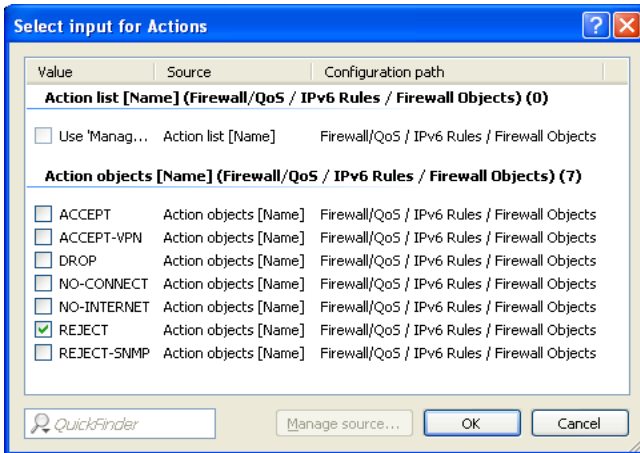 Select input for Actions
Value Source Configuration path
Action list [Name] (Firewall/QoS / IPv6 Rules / Firewall Objects) (0)
Use 'Manag... Action list [Name] Firewall/QoS / IPv6 Rules / Firewall Objects
Action objects [Name] (Firewall/QoS / IPv6 Rules / Firewall Objects) (7)
ACCEPT Action objects [Name] Firewall/QoS / IPv6 Rules / Firewall Objects
ACCEPT-VPN Action objects [Name] Firewall/QoS / IPv6 Rules / Firewall Objects
DROP Action objects [Name] Firewall/QoS / IPv6 Rules / Firewall Objects
NO-CONNECT Action objects [Name] Firewall/QoS / IPv6 Rules / Firewall Objects
NO-INTERNET Action objects [Name] Firewall/QoS / IPv6 Rules / Firewall Objects
REJECT Action objects [Name] Firewall/QoS / IPv6 Rules / Firewall Objects
REJECT-SNMP Action objects [Name] Firewall/QoS / IPv6 Rules / Firewall Objects
QuickFinder Manage source... OK Cancel